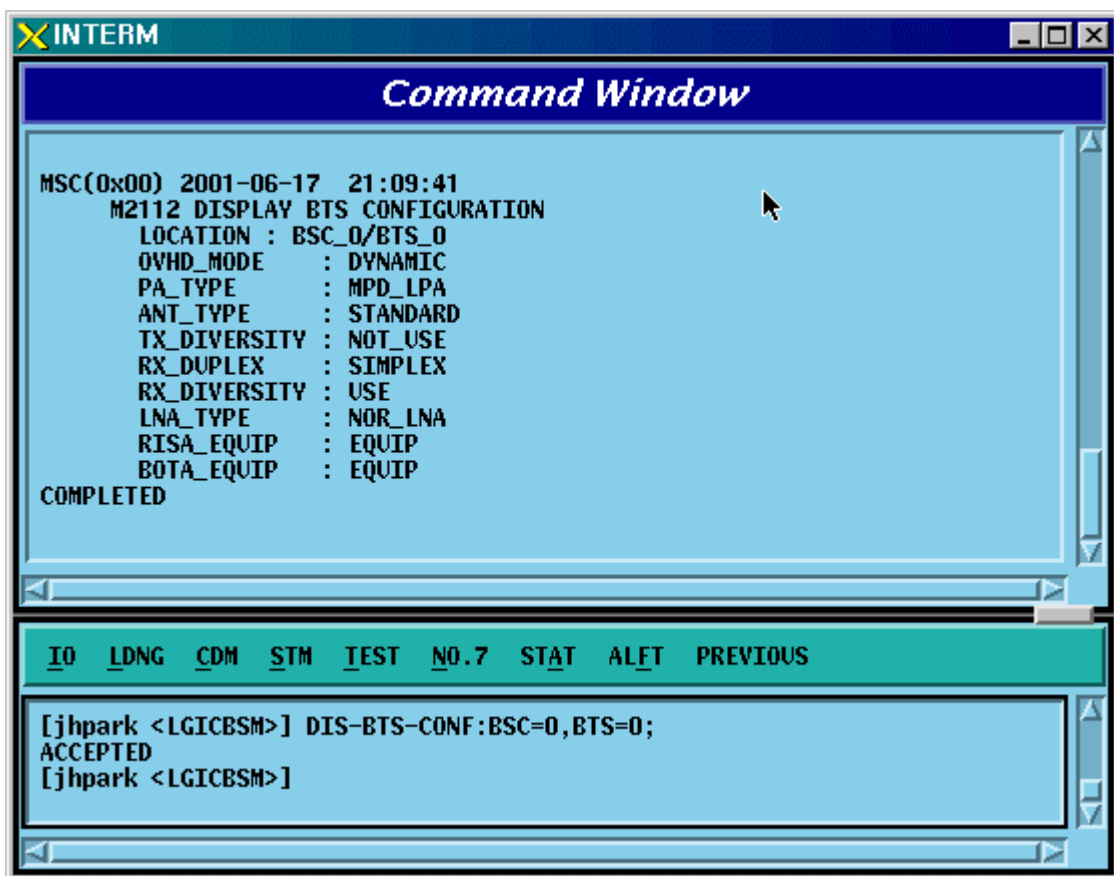 INTERM
Command Window
MSC(0x00) 2001-06-17 21:09:41
M2112 DISPLAY BTS CONFIGURATION
LOCATION : BSC_0/BTS_0
OVHD_MODE : DYNAMIC
PA_TYPE : MPD_LPA
ANT_TYPE : STANDARD
TX_DIVERSITY : NOT_USE
RX_DUPLEX : SIMPLEX
RX_DIVERSITY : USE
LNA_TYPE : NOR_LNA
RISA_EQUIP : EQUIP
BOTA_EQUIP : EQUIP
COMPLETED
IO LDNG CDM STM TEST NO.7 STAT ALFT PREVIOUS
[jhpark <LGICBSM>] DIS-BTS-CONF:BSC=0,BTS=0;
ACCEPTED
[jhpark <LGICBSM>]